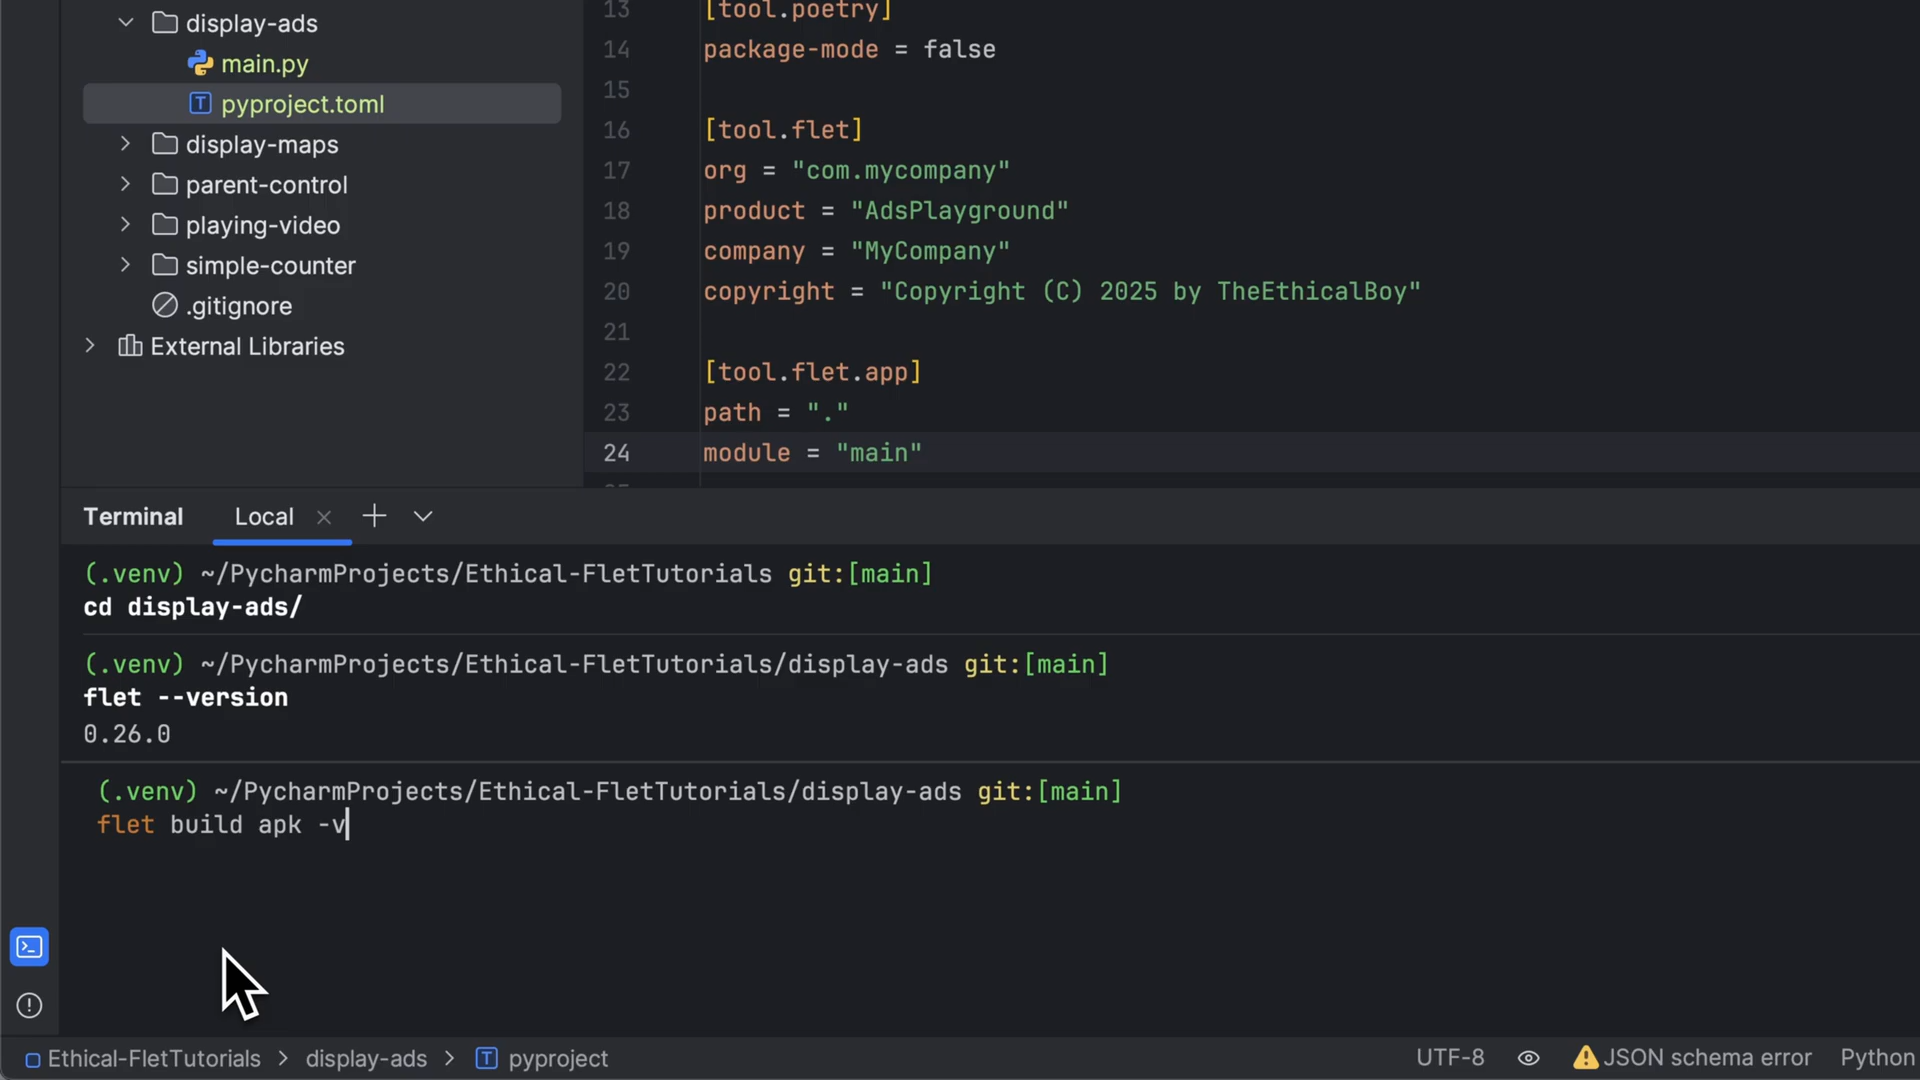 display-ads
main.py
pyproject.toml
display-maps
parent-control
playing-video
simple-counter
.gitignore
External Libraries
13 [tool.poetry]
14 package-mode = false
15
16 [tool.flet]
17 org = "com.mycompany"
18 product = "AdsPlayground"
19 company = "MyCompany"
20 copyright = "Copyright (C) 2025 by TheEthicalBoy"
21
22 [tool.flet.app]
23 path = "."
24 module = "main"
Terminal Local
(.venv) ~/PycharmProjects/Ethical-FletTutorials git:[main]
cd display-ads/
(.venv) ~/PycharmProjects/Ethical-FletTutorials/display-ads git:[main]
flet --version
0.26.0
(.venv) ~/PycharmProjects/Ethical-FletTutorials/display-ads git:[main]
flet build apk -v
Ethical-FletTutorials > display-ads > pyproject UTF-8 JSON schema error Python